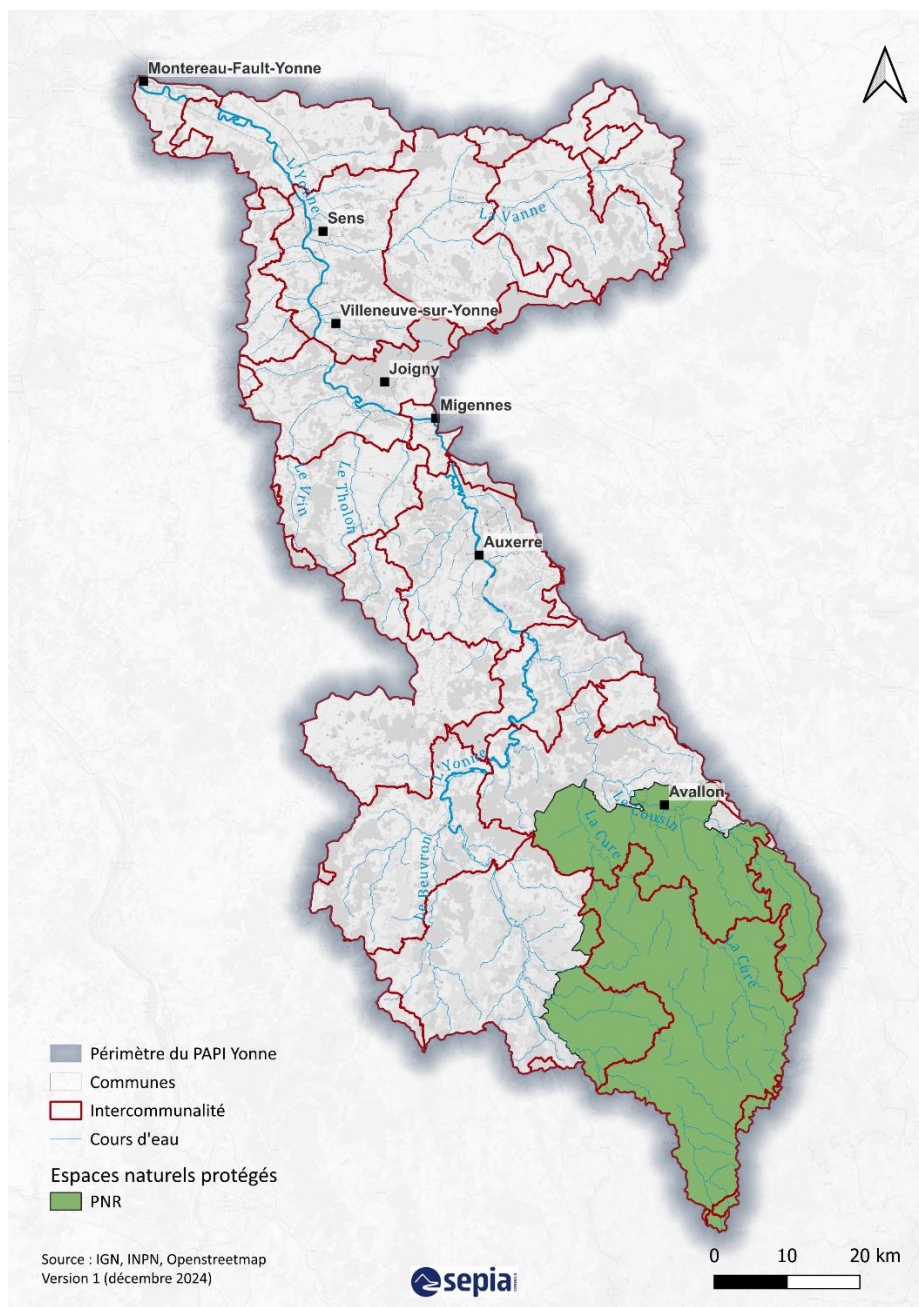 Montereau-Fault-Yonne
L'Yonne
Sens
La Vanne
Villeneuve-sur-Yonne
Joigny
Migennes
Le Vrin
Le Tholon
Auxerre
L'Yonne
Avallon
Le Cousin
La Cure
Le Beuvron
La Cure
Périmètre du PAPI Yonne
Communes
Intercommunalité
Cours d'eau
Espaces naturels protégés
PNR
Source : IGN, INPN, Openstreetmap
Version 1 (décembre 2024)
sepia
0 10 20 km